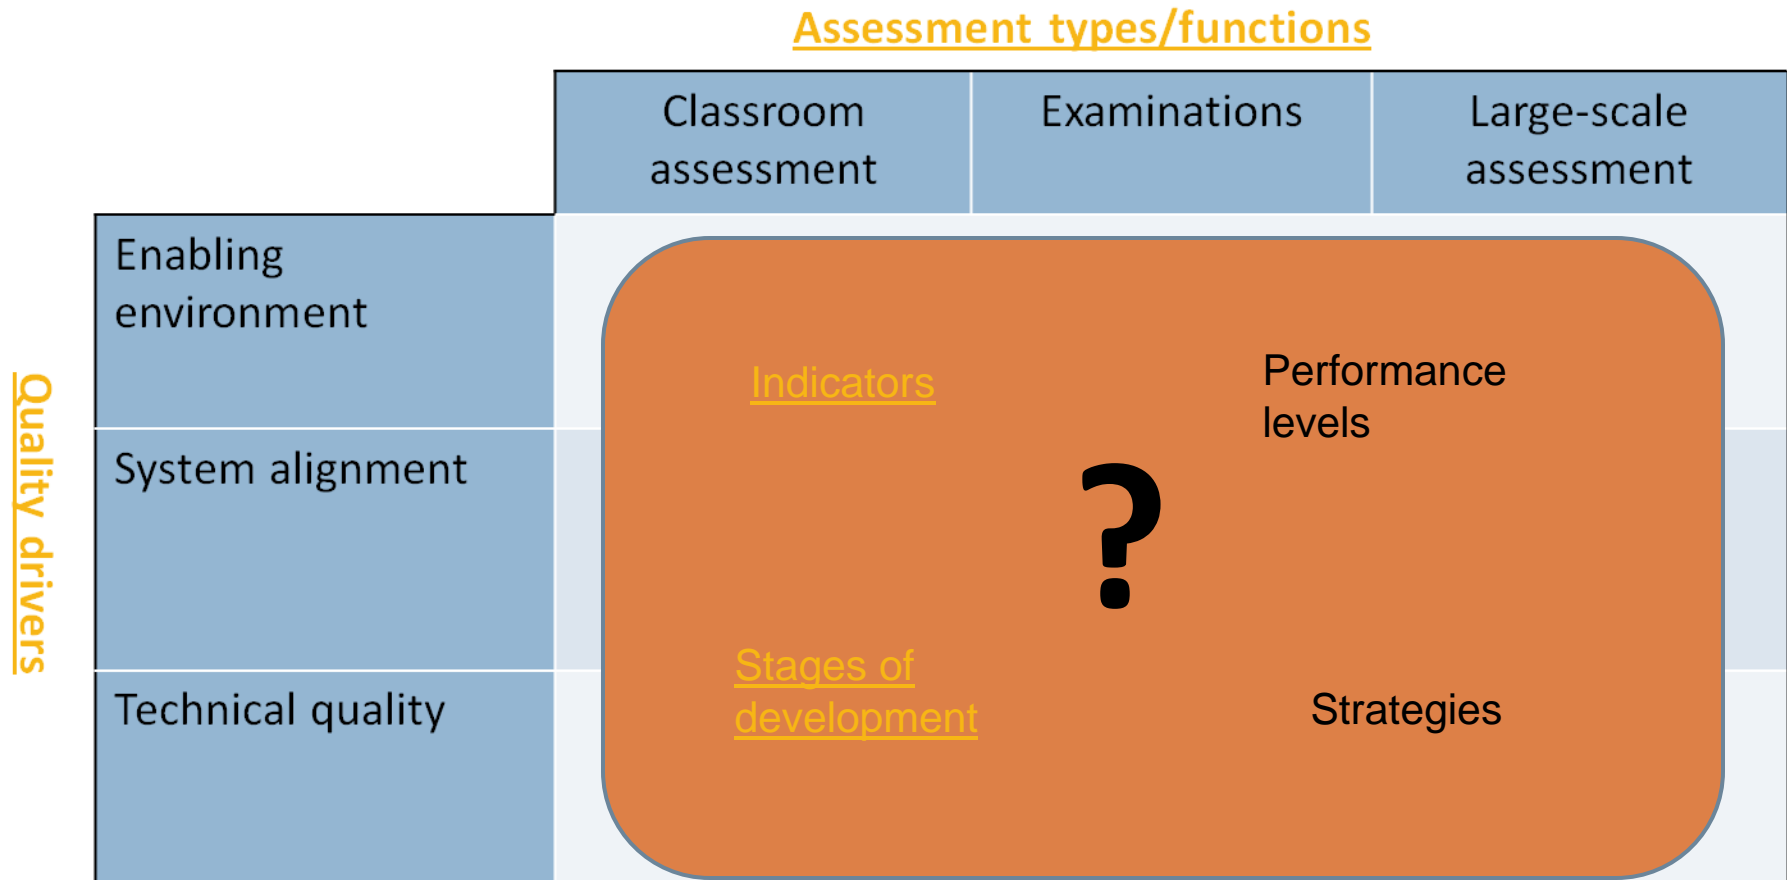 Assessment types/functions
Classroom
assessment
Examinations
Large-scale
assessment
Quality drivers
Enabling
environment
System alignment
Technical quality
Indicators
Performance
levels
?
Stages of
development
Strategies